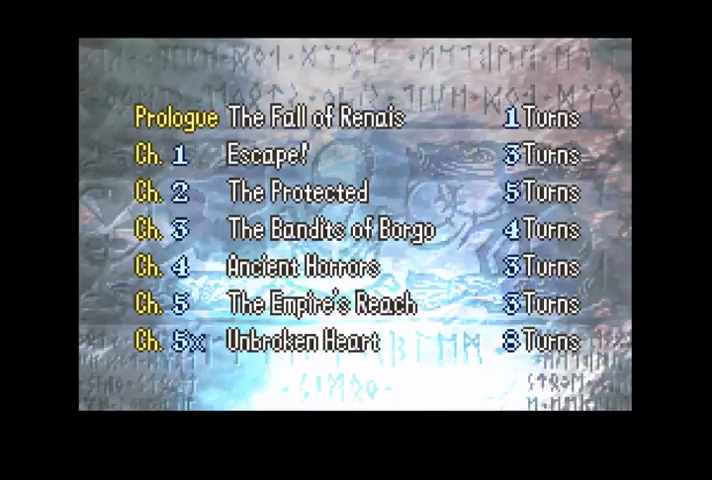 Prologue The Fall of Renais 1 Turns
Ch. 1 Escape! 3 Turns
Ch. 2 The Protected 5 Turns
Ch. 3 The Bandits of Borgo 4 Turns
Ch. 4 Ancient Horrors 3 Turns
Ch. 5 The Empire's Reach 3 Turns
Ch. 5x Unbroken Heart 8 Turns